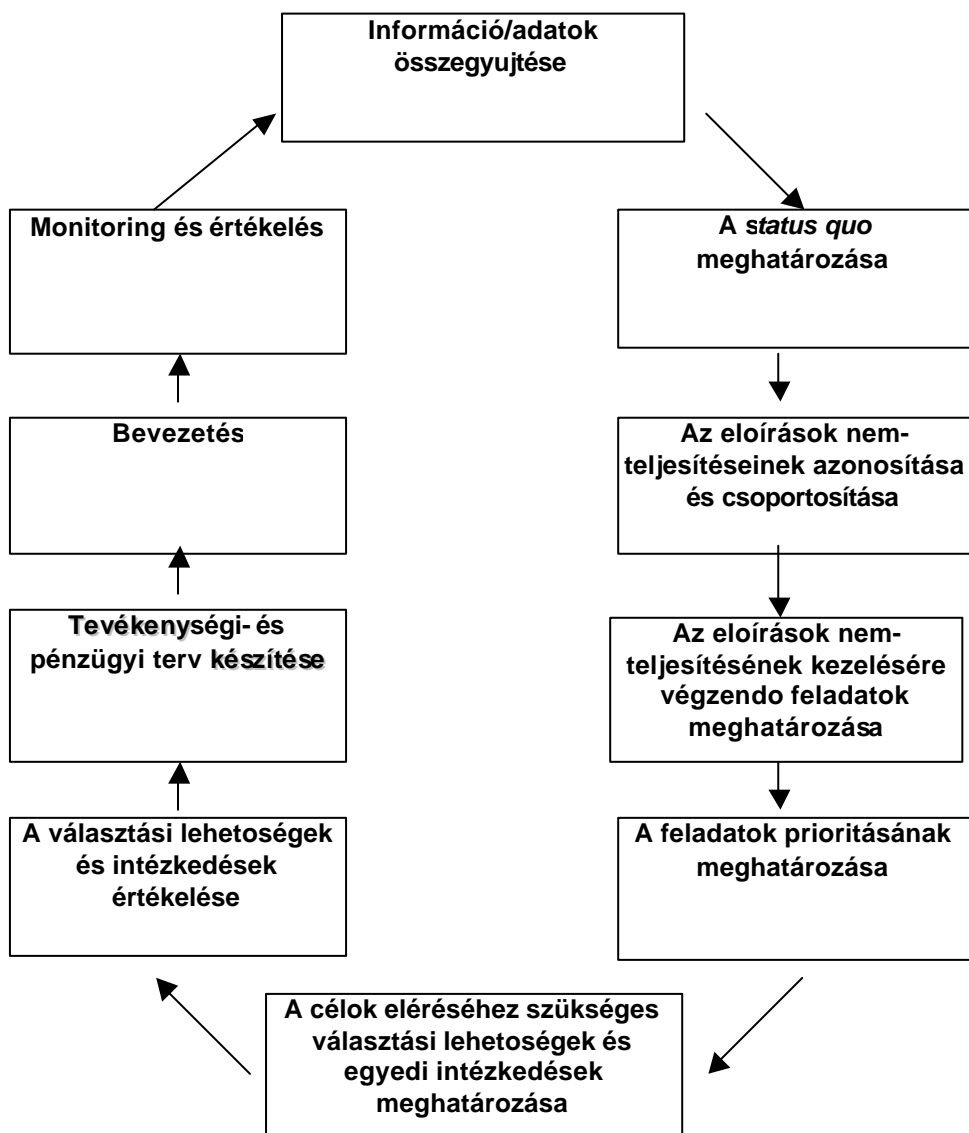 Információ/adatok
összegyujtése
Monitoring és értékelés
A status quo
meghatározása
Bevezetés
Az eloírások nem-
teljesítéseinek azonosítása
és csoportosítása
Tevékenységi- és
pénzügyi terv készítése
Az eloírások nem-
teljesítésének kezelésére
végzendo feladatok
meghatározása
A választási lehetoségek
és intézkedések
értékelése
A feladatok prioritásának
meghatározása
A célok eléréséhez szükséges
választási lehetoségek és
egyedi intézkedések
meghatározása